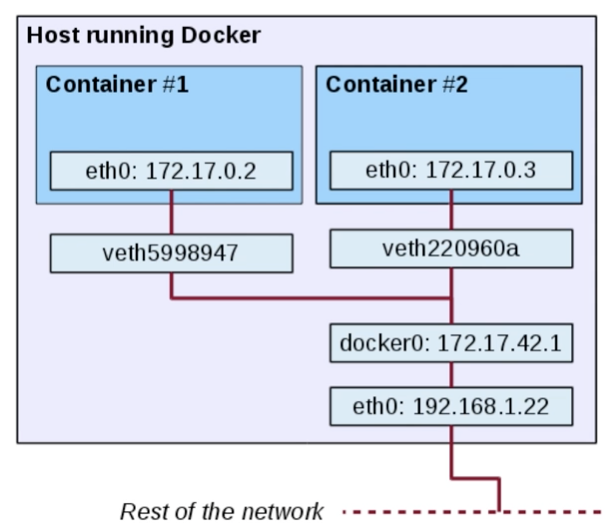 Host running Docker
Container #1
Container #2
eth0: 172.17.0.2
eth0: 172.17.0.3
veth5998947
veth220960a
docker0: 172.17.42.1
eth0: 192.168.1.22
Rest of the network